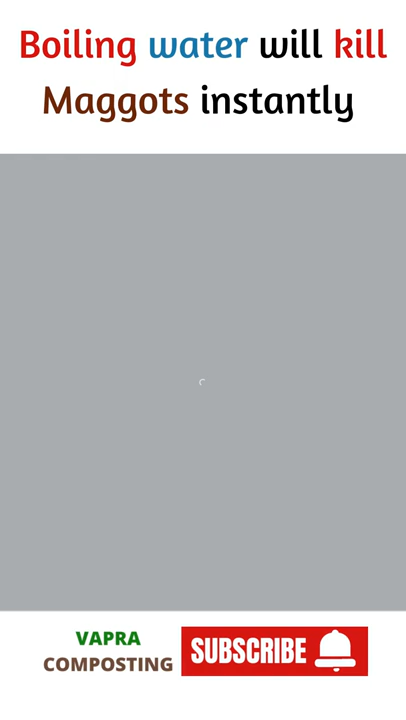 Boiling water will kill
Maggots instantly
VAPRA
COMPOSTING
SUBSCRIBE